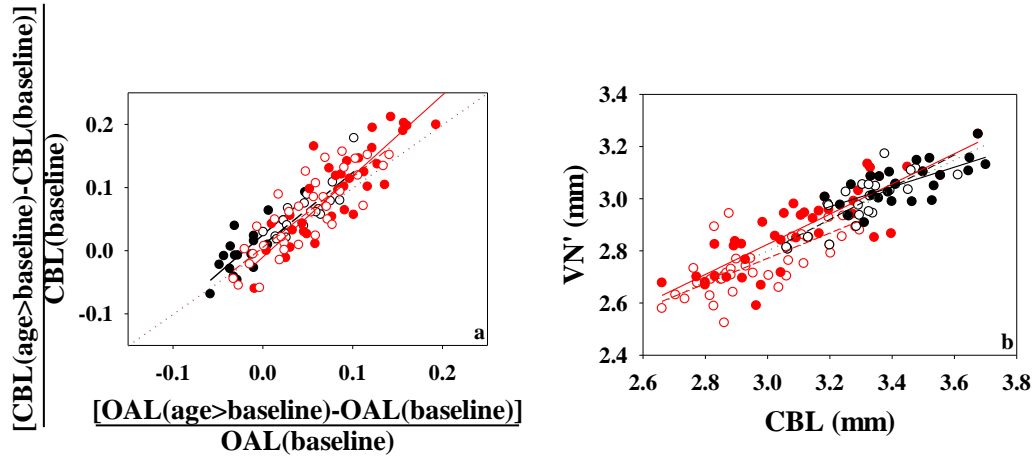 [CBL(age>baseline)-CBL(baseline)]
CBL(baseline)
0.2
0.1
0.0
-0.1
a
-0.1 0.0 0.1 0.2
[OAL(age>baseline)-OAL(baseline)]
OAL(baseline)
VN' (mm)
3.4
3.2
3.0
2.8
2.6
2.4
b
2.6 2.8 3.0 3.2 3.4 3.6 3.8
CBL (mm)